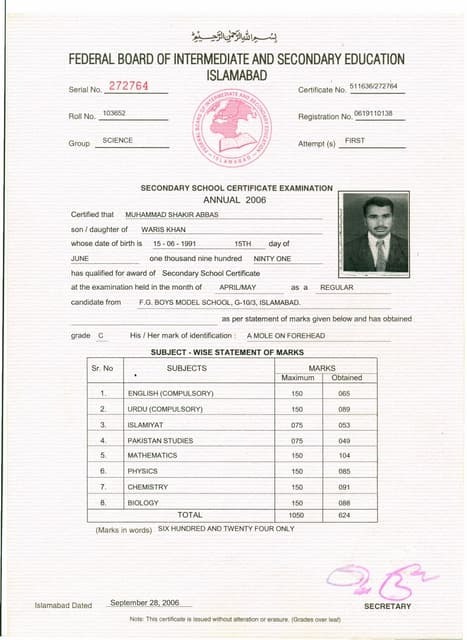 بسم اللہ الرحمن الرحیم
FEDERAL BOARD OF INTERMEDIATE AND SECONDARY EDUCATION
ISLAMABAD
Serial No. 272764
Certificate No. 511636/272764
FEDERAL BOARD OF INTERMEDIATE AND SECONDARY EDUCATION
ISLAMABAD
Roll No. 103652
Registration No. 0619110138
Group SCIENCE
Attempt (s) FIRST
SECONDARY SCHOOL CERTIFICATE EXAMINATION
ANNUAL 2006
Certified that MUHAMMAD SHAKIR ABBAS
son / daughter of WARIS KHAN
whose date of birth is 15 - 06 - 1991 15TH day of
JUNE one thousand nine hundred NINTY ONE
has qualified for award of Secondary School Certificate
at the examination held in the month of APRIL/MAY as a REGULAR
candidate from F.G. BOYS MODEL SCHOOL, G-10/3, ISLAMABAD.
as per statement of marks given below and has obtained
grade C His / Her mark of identification : A MOLE ON FOREHEAD
SUBJECT - WISE STATEMENT OF MARKS
Sr. No SUBJECTS MARKS
Maximum Obtained
1. ENGLISH (COMPULSORY) 150 065
2. URDU (COMPULSORY) 150 089
3. ISLAMIYAT 075 053
4. PAKISTAN STUDIES 075 049
5. MATHEMATICS 150 104
6. PHYSICS 150 085
7. CHEMISTRY 150 091
8. BIOLOGY 150 088
TOTAL 1050 624
(Marks in words) SIX HUNDRED AND TWENTY FOUR ONLY
Islamabad Dated September 28, 2006
SECRETARY
Note: This certificate is issued without alteration or erasure. (Grades over leaf)